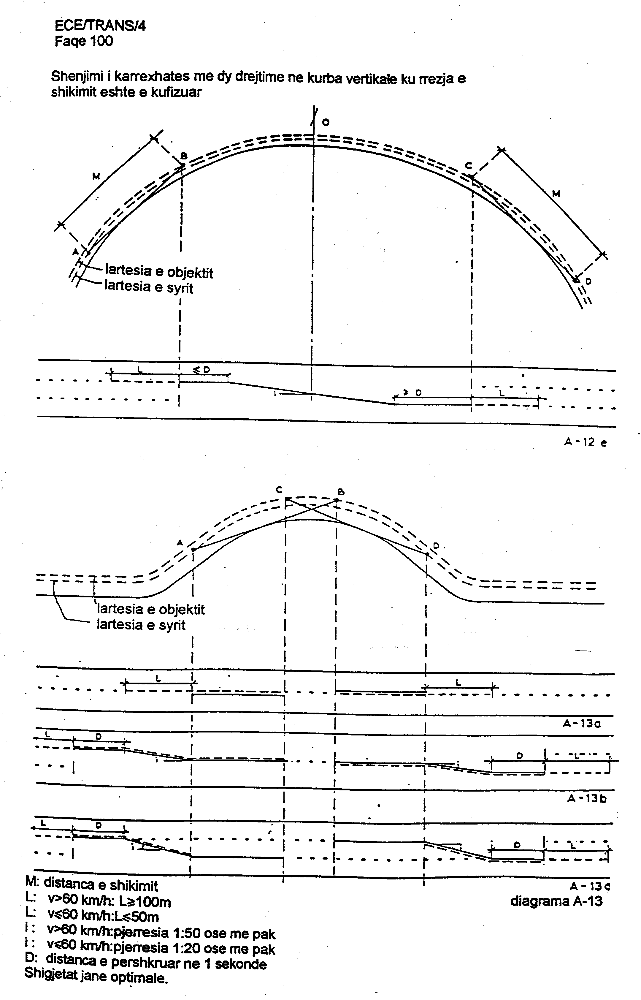 ECE/TRANS/4
Faqe 100
Shenjimi i karrexhates me dy drejtime ne kurba vertikale ku rrezja e
shikimit eshte e kufizuar
O
B
M
C
M
A
D
lartesia e objektit
lartesia e syrit
L ⩽ D
i ⩾ D L
A-12 e
C B
A D
lartesia e objektit
lartesia e syrit
L L
A-13a
L D
i i D L
A-13b
L D
i i D L
A-13c
M: distanca e shikimit
L: v>60 km/h: L⩾100m
L: v⩽60 km/h:L⩽50m
i : v>60 km/h:pjerresia 1:50 ose me pak
i : v⩽60 km/h:pjerresia 1:20 ose me pak
D: distanca e pershkruar ne 1 sekonde
Shigjetat jane optimale.
diagrama A-13